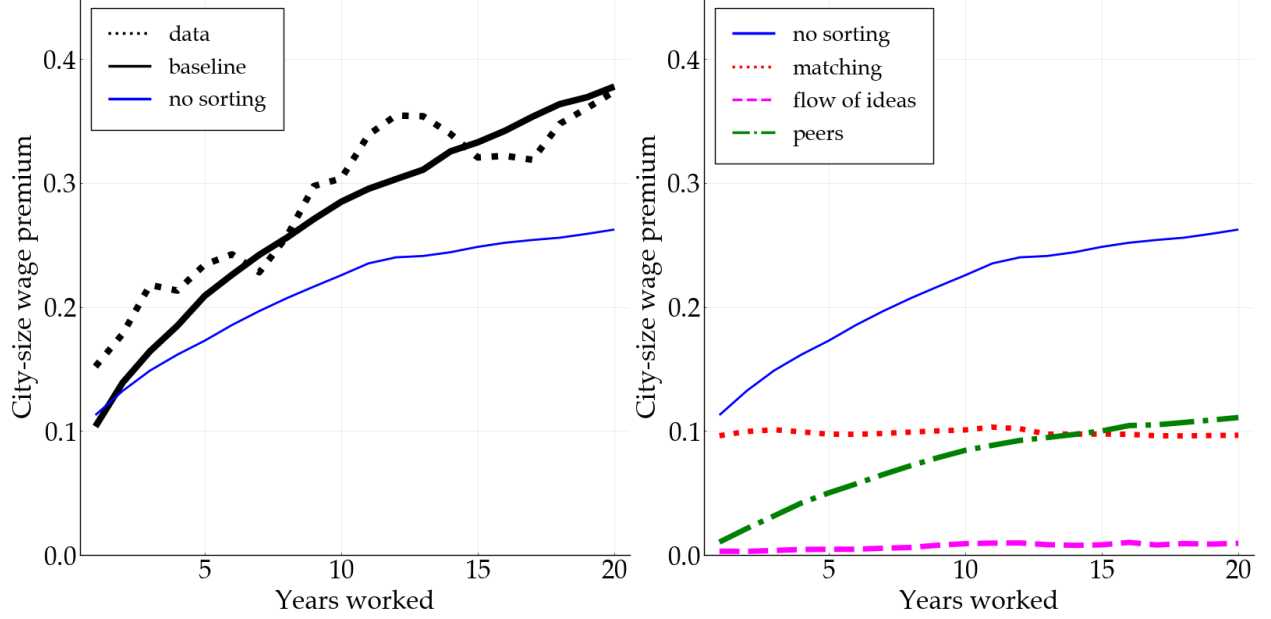 data
baseline
no sorting
0.4
0.3
0.2
0.1
0.0
City-size wage premium
5 10 15 20
Years worked
no sorting
matching
flow of ideas
peers
0.4
0.3
0.2
0.1
0.0
City-size wage premium
5 10 15 20
Years worked